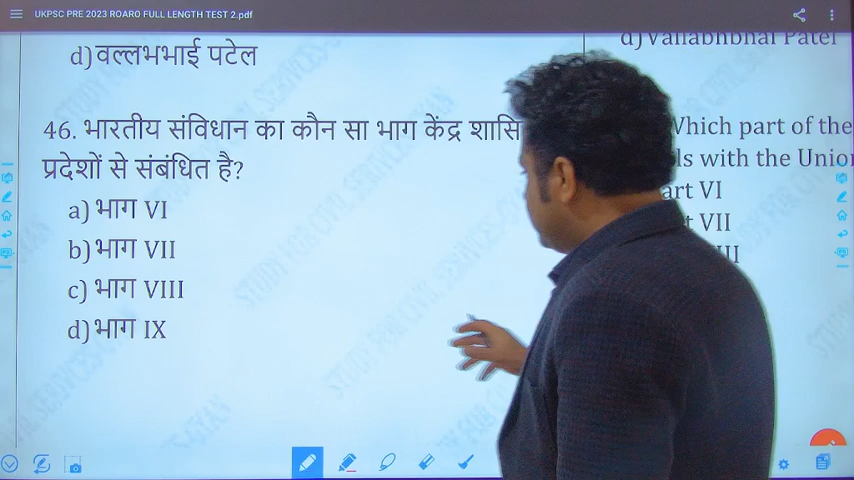 UKPSC PRE 2023 ROARO FULL LENGTH TEST 2.pdf
d) वल्लभभाई पटेल
d) Vallabhbhai Patel
46. भारतीय संविधान का कौन सा भाग केंद्र शासि
प्रदेशों से संबंधित है?
a) भाग VI
b) भाग VII
c) भाग VIII
d) भाग IX
Which part of the
ls with the Union
art VI
t VII
III